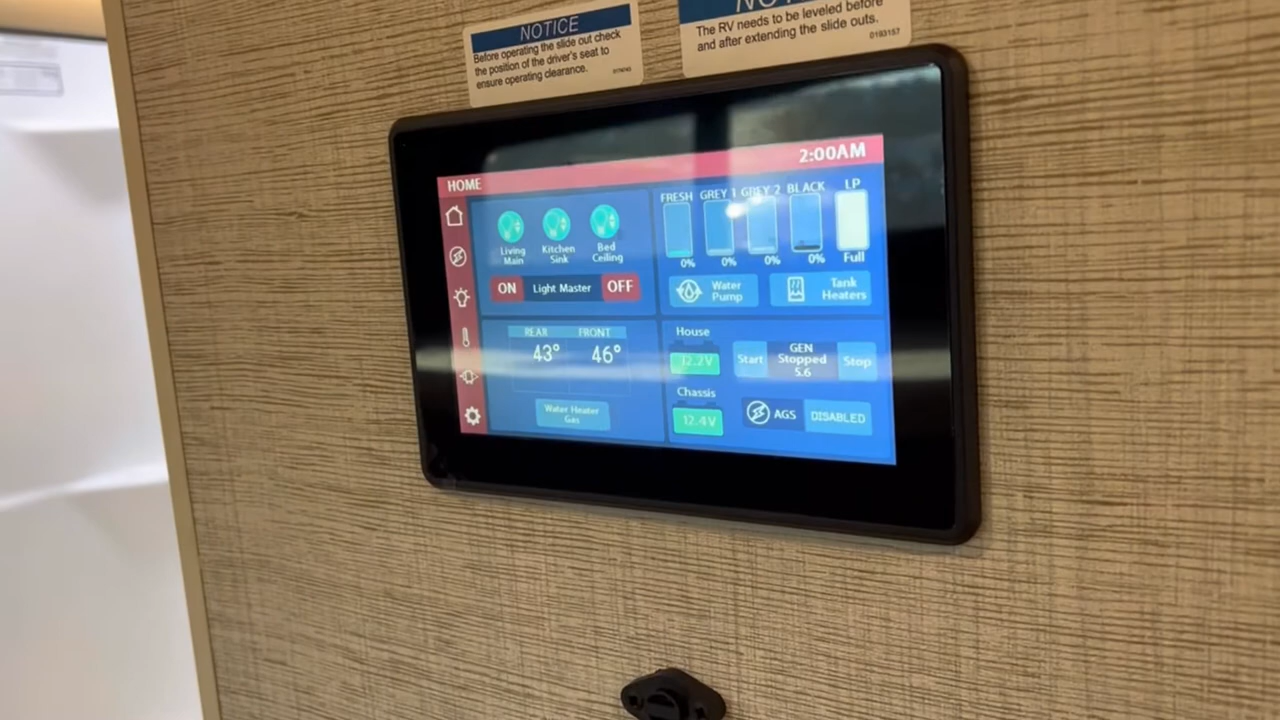 NOTICE
Before operating the slide out check
the position of the driver's seat to
ensure operating clearance.
The RV needs to be leveled before
and after extending the slide outs.
0193157
HOME
2:00AM
Living
Main
Kitchen
Sink
Bed
Ceiling
ON
Light Master
OFF
FRESH
GREY 1
GREY 2
BLACK
LP
0%
0%
0%
0%
Full
Water
Pump
Tank
Heaters
REAR
FRONT
43°
46°
Water Heater
Gas
House
12.2V
Chassis
12.4V
Start
GEN
Stopped
5.6
Stop
AGS
DISABLED